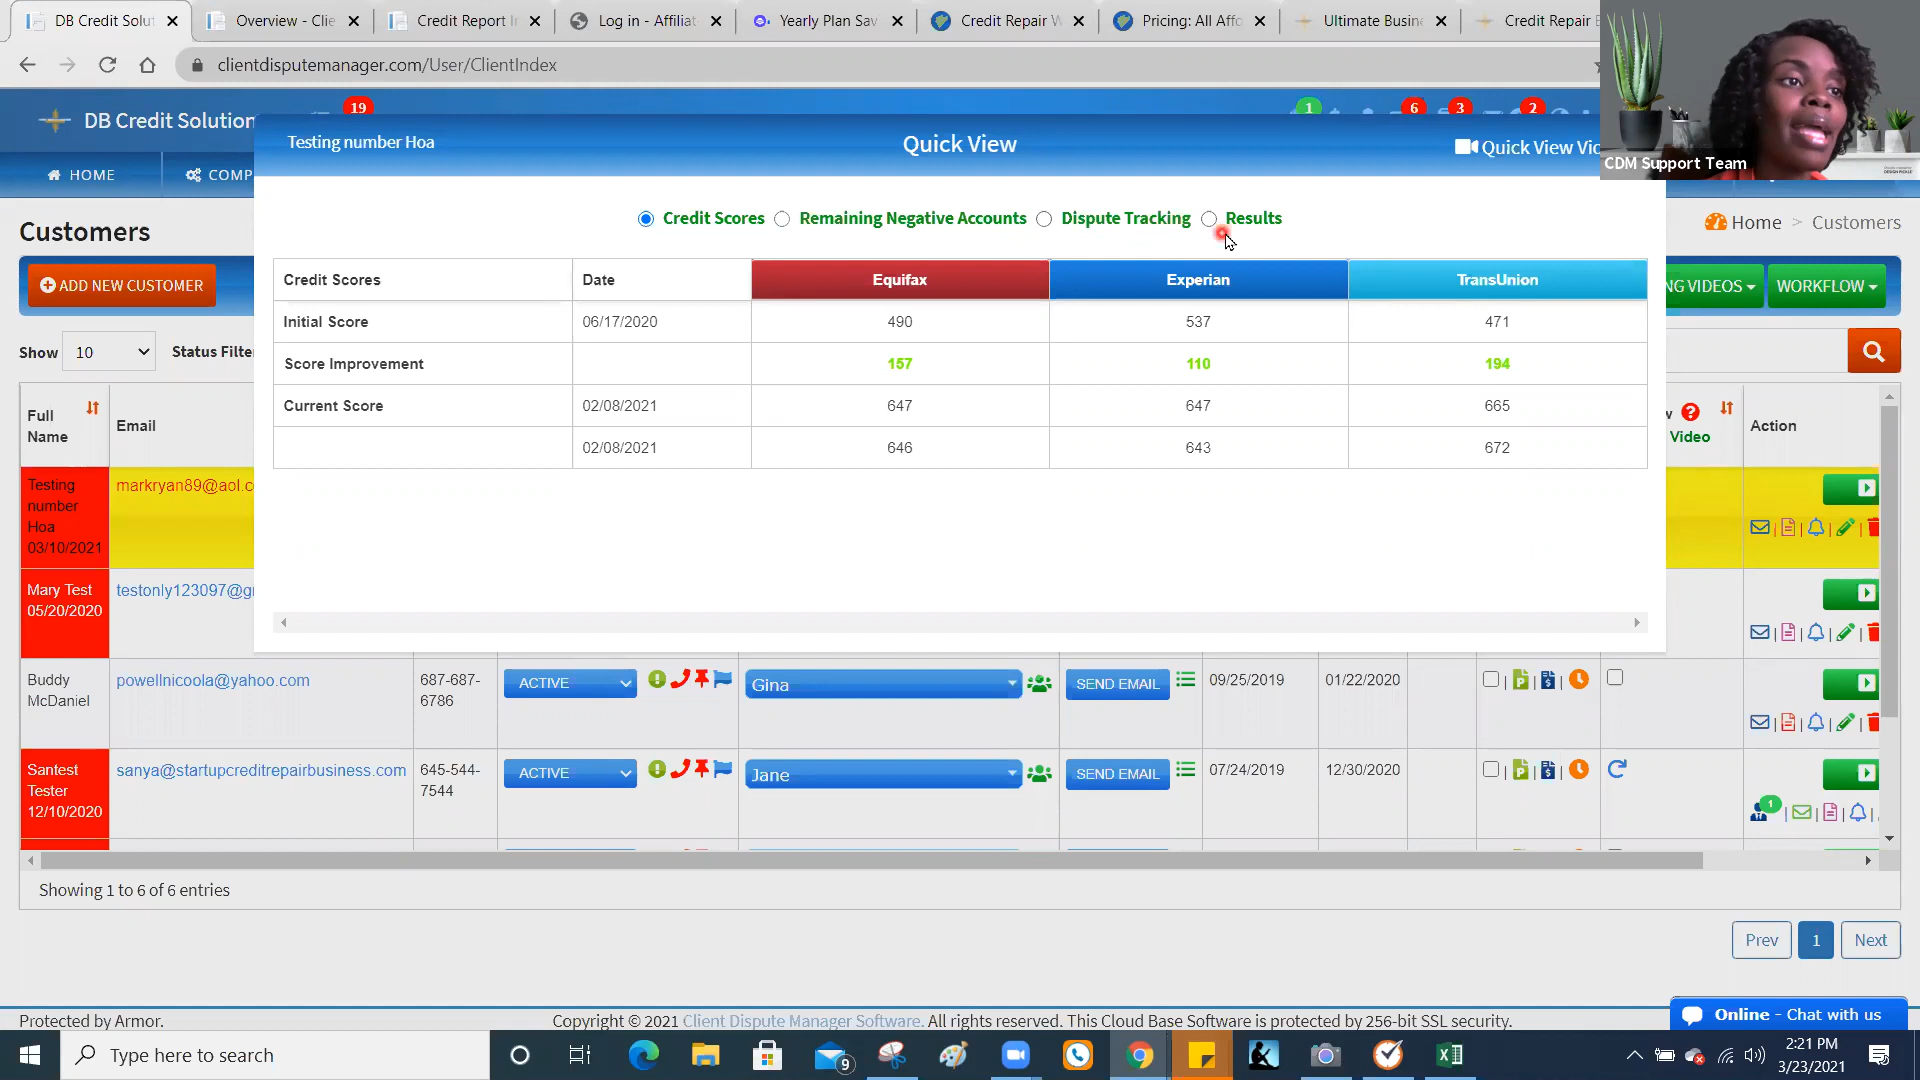 DB Credit Solut
Overview - Clie
Credit Report I
Log in - Affiliat
Yearly Plan Sav
Credit Repair W
Pricing: All Affo
Ultimate Busin
Credit Repair
clientdisputemanager.com/User/ClientIndex
DB Credit Solution
19
1
6
3
2
Testing number Hoa
Quick View
Quick View Vi
CDM Support Team
HOME
COMP
Credit Scores
Remaining Negative Accounts
Dispute Tracking
Results
Customers
Home > Customers
ADD NEW CUSTOMER
NG VIDEOS
WORKFLOW
Credit Scores Date Equifax Experian TransUnion
Initial Score 06/17/2020 490 537 471
Score Improvement 157 110 194
Current Score 02/08/2021 647 647 665
02/08/2021 646 643 672
Show 10 Status Filte
Full
Name
Email
Video
Action
Testing
number
Hoa
03/10/2021
markryan89@aol.c
Mary Test
05/20/2020
testonly123097@g
Buddy
McDaniel
powellnicoola@yahoo.com
687-687-
6786
ACTIVE
Gina
SEND EMAIL
09/25/2019
01/22/2020
Santest
Tester
12/10/2020
sanya@startupcreditrepairbusiness.com
645-544-
7544
ACTIVE
Jane
SEND EMAIL
07/24/2019
12/30/2020
1
Showing 1 to 6 of 6 entries
Prev 1 Next
Protected by Armor.
Copyright © 2021 Client Dispute Manager Software. All rights reserved. This Cloud Base Software is protected by 256-bit SSL security.
Online - Chat with us
Type here to search
9
2:21 PM
3/23/2021